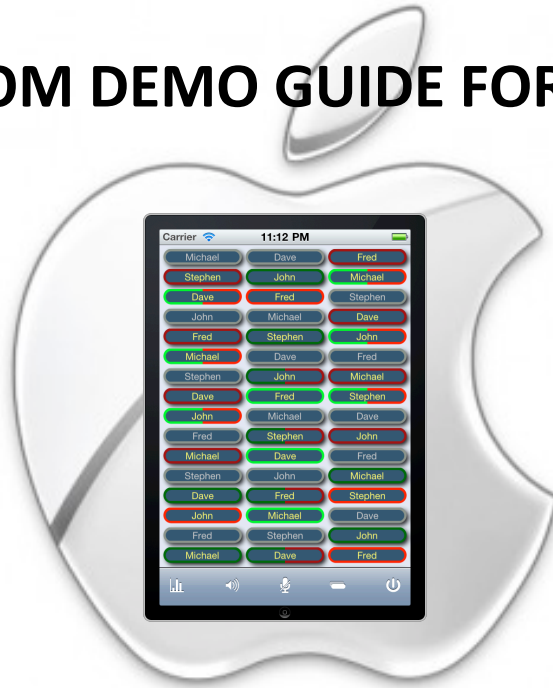 OM DEMO GUIDE FOR
Carrier 11:12 PM
Michael Dave Fred
Stephen John Michael
Dave Fred Stephen
John Michael Dave
Fred Stephen John
Michael Dave Fred
Stephen John Michael
Dave Fred Stephen
John Michael Dave
Fred Stephen John
Michael Dave Fred
Stephen John Michael
Dave Fred Stephen
John Michael Dave
Fred Stephen John
Michael Dave Fred